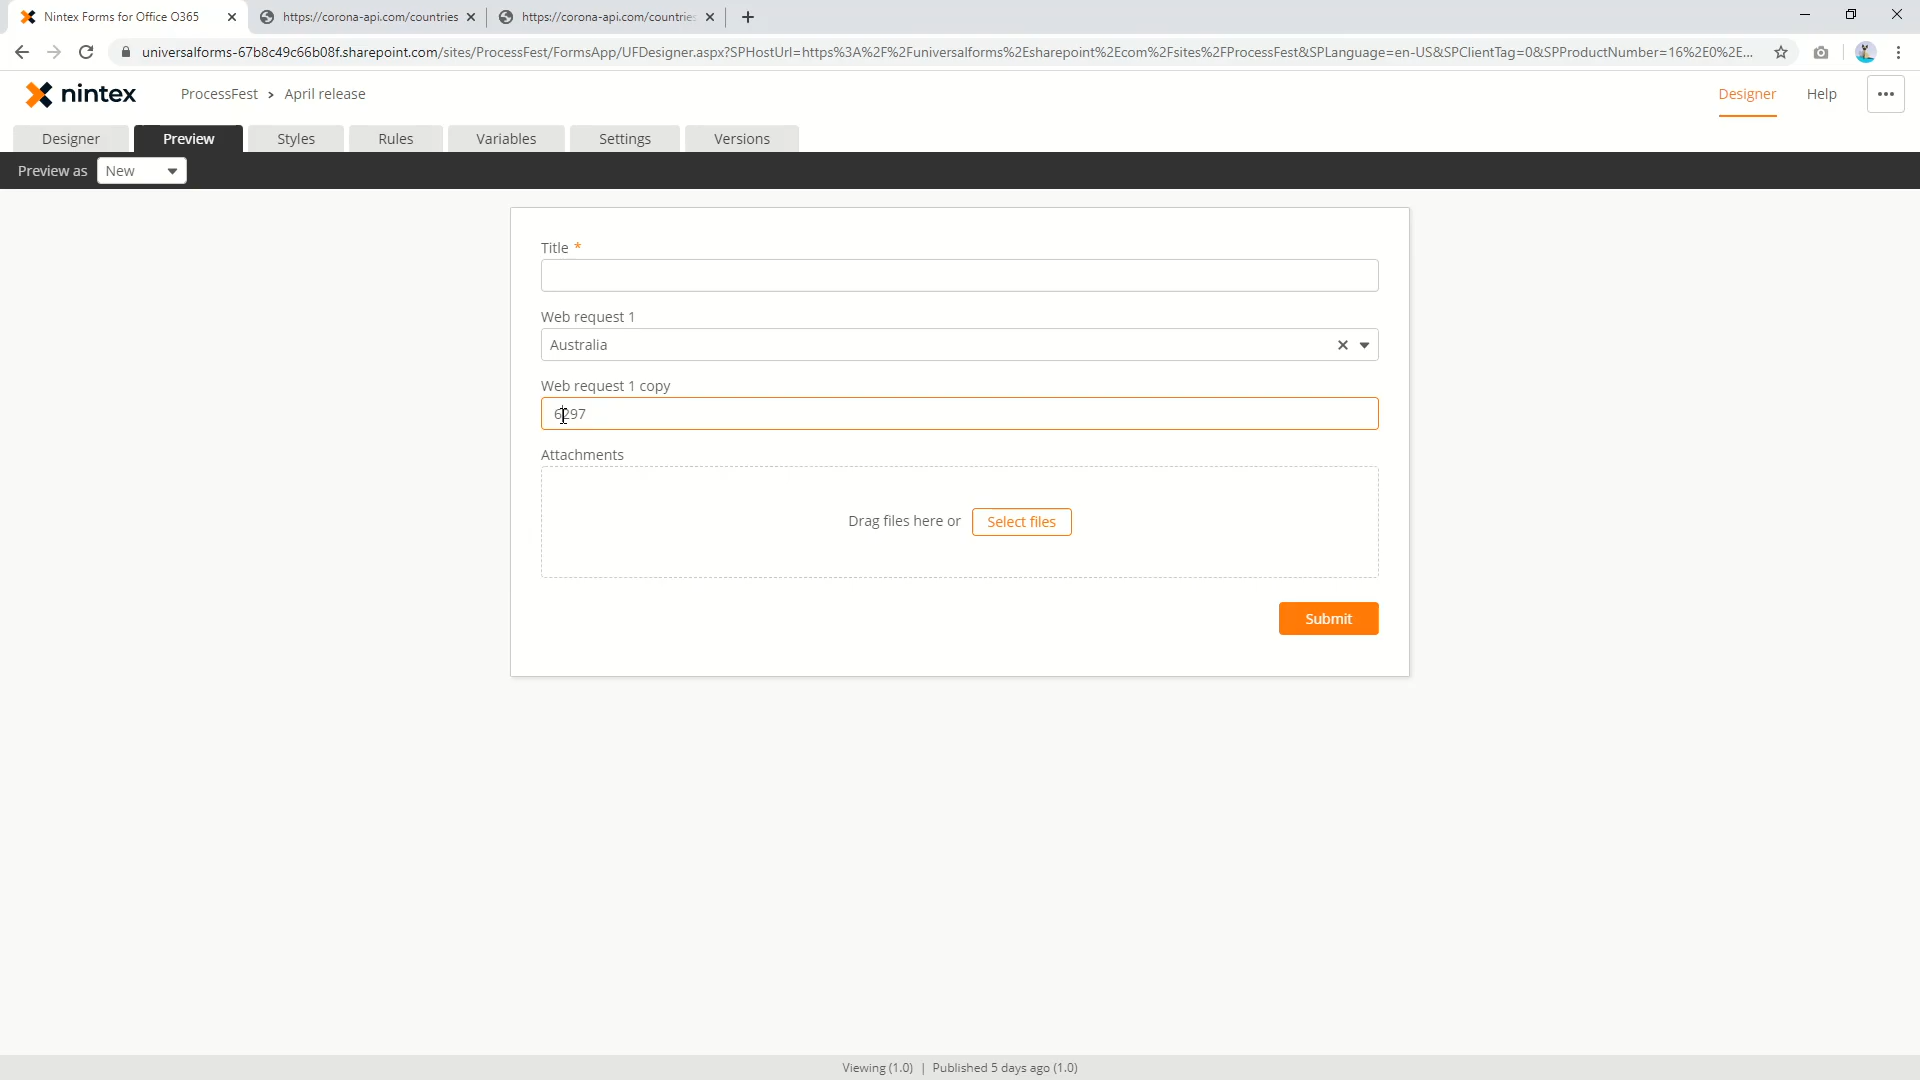 Nintex Forms for Office O365
https://corona-api.com/countries
https://corona-api.com/countries
universalforms-67b8c49c66b08f.sharepoint.com/sites/ProcessFest/FormsApp/UFDesigner.aspx?SPHostUrl=https%3A%2F%2Funiversalforms%2Esharepoint%2Ecom%2Fsites%2FProcessFest&SPLanguage=en-US&SPClientTag=0&SPProductNumber=16%2E0%2E...
nintex
ProcessFest > April release
Designer Help
Designer Preview Styles Rules Variables Settings Versions
Preview as New
Title *
Web request 1
Australia
Web request 1 copy
6297
Attachments
Drag files here or Select files
Submit
Viewing (1.0) | Published 5 days ago (1.0)